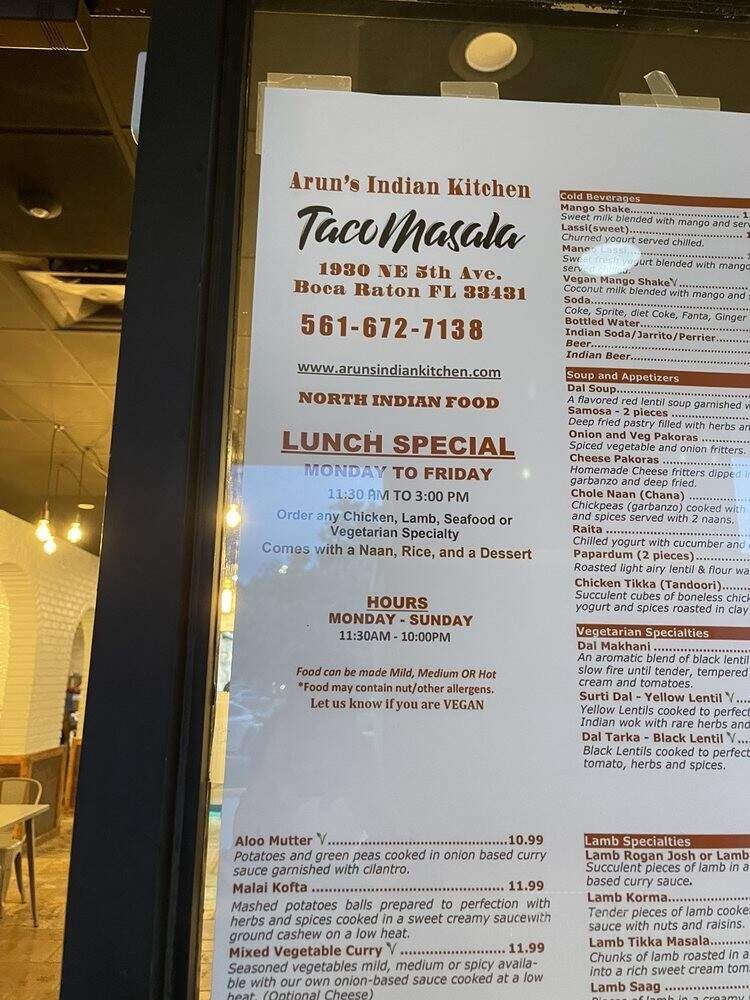 Arun's Indian Kitchen
TacoMasala
1930 NE 5th Ave.
Boca Raton FL 33431
561-672-7138
www.arunsindiankitchen.com
NORTH INDIAN FOOD
LUNCH SPECIAL
MONDAY TO FRIDAY
11:30 AM TO 3:00 PM
Order any Chicken, Lamb, Seafood or
Vegetarian Specialty
Comes with a Naan, Rice, and a Dessert
HOURS
MONDAY - SUNDAY
11:30AM - 10:00PM
Food can be made Mild, Medium OR Hot
*Food may contain nut/other allergens.
Let us know if you are VEGAN
Aloo Mutter V..............................10.99
Potatoes and green peas cooked in onion based curry
sauce garnished with cilantro.
Malai Kofta ................................ 11.99
Mashed potatoes balls prepared to perfection with
herbs and spices cooked in a sweet creamy saucewith
ground cashew on a low heat.
Mixed Vegetable Curry V .................. 11.99
Seasoned vegetables mild, medium or spicy availa-
ble with our own onion-based sauce cooked at a low
heat. (Optional Cheese)
Cold Beverages
Mango Shake........................
Sweet milk blended with mango and
Lassi(sweet)........................
Churned yogurt served chilled.
Mango Lassi
Sweet fresh yogurt blended with mango
Vegan Mango Shake V..................
Coconut milk blended with mango and
Soda................................
Coke, Sprite, diet Coke, Fanta, Ginger
Bottled Water.......................
Indian Soda/Jarrito/Perrier.........
Beer................................
Indian Beer.........................
Soup and Appetizers
Dal Soup............................
A flavored red lentil soup garnished
Samosa - 2 pieces ..................
Deep fried pastry filled with herbs
Onion and Veg Pakoras ..............
Spiced vegetable and onion fritters.
Cheese Pakoras .....................
Homemade Cheese fritters dipped
garbanzo and deep fried.
Chole Naan (Chana) .................
Chickpeas (garbanzo) cooked with
and spices served with 2 naans.
Raita ..............................
Chilled yogurt with cucumber and
Papardum (2 pieces).................
Roasted light airy lentil & flour
Chicken Tikka (Tandoori)............
Succulent cubes of boneless
yogurt and spices roasted in clay
Vegetarian Specialties
Dal Makhani ........................
An aromatic blend of black lentil
slow fire until tender, tempered
cream and tomatoes.
Surti Dal - Yellow Lentil V....
Yellow Lentils cooked to
Indian wok with rare herbs and
Dal Tarka - Black Lentil V....
Black Lentils cooked to
tomato, herbs and spices.
Lamb Specialties
Lamb Rogan Josh or Lamb
Succulent pieces of lamb in a
based curry sauce.
Lamb Korma..................
Tender pieces of lamb
sauce with nuts and raisins.
Lamb Tikka Masala...........
Chunks of lamb roasted in a
into a rich sweet cream
Lamb Saag ..................